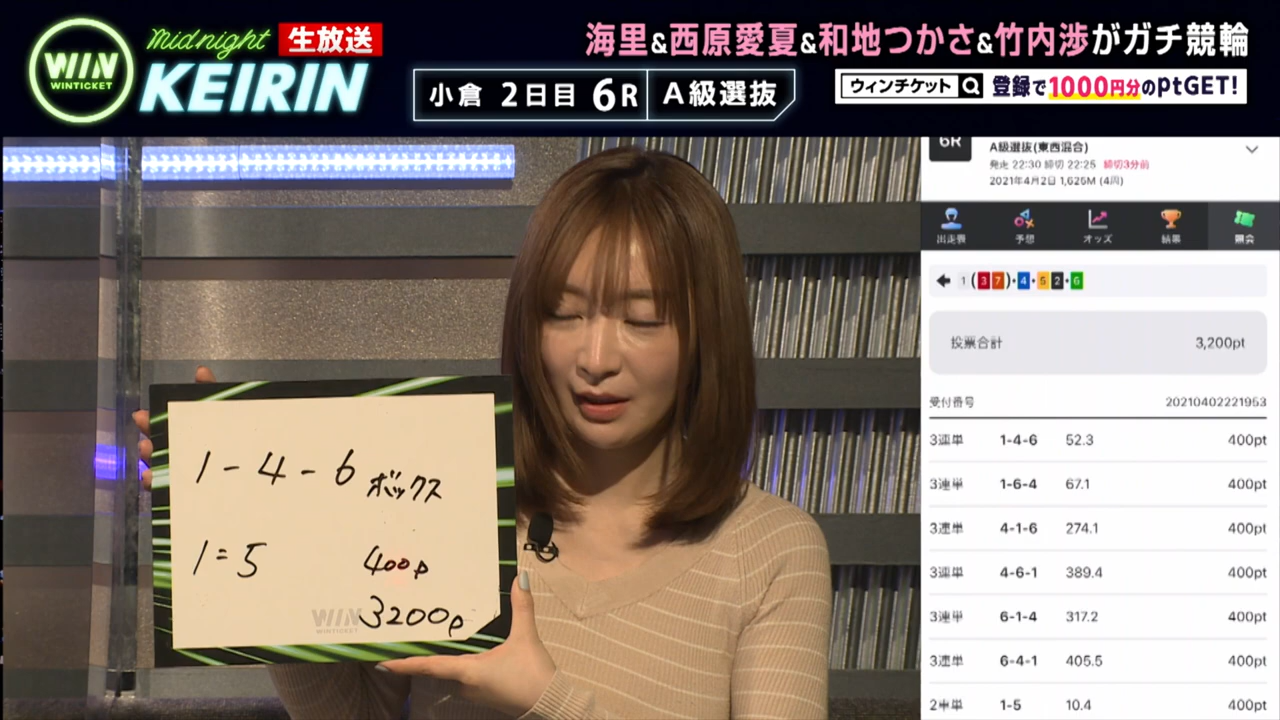 WIN
WINTICKET
Midnight
KEIRIN
生放送
海里&西原愛夏&和地つかさ&竹内渉がガチ競輪
小倉 2日目 6R A級選抜
ウィンチケット 登録で1000円分のptGET!
1-4-6 ボックス
1=5 400p
3200p
WIN
WINTICKET
6R
A級選抜(東西混合)
発走 22:30 締切 22:25 締切3分前
2021年4月2日 1,625M (4周)
出走表 予想 オッズ 結果 照会
1(37)・4・52・6
投票合計 3,200pt
受付番号 20210402221953
3連単 1-4-6 52.3 400pt
3連単 1-6-4 67.1 400pt
3連単 4-1-6 274.1 400pt
3連単 4-6-1 389.4 400pt
3連単 6-1-4 317.2 400pt
3連単 6-4-1 405.5 400pt
2車単 1-5 10.4 400pt